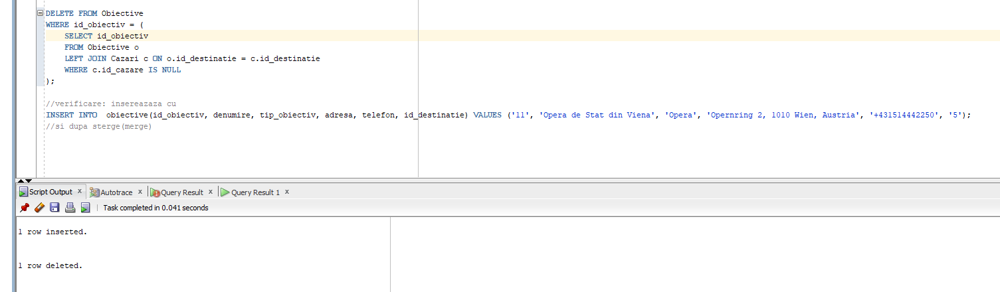 DELETE FROM Obiective
WHERE id_obiectiv = (
SELECT id_obiectiv
FROM Obiective o
LEFT JOIN Cazari c ON o.id_destinatie = c.id_destinatie
WHERE c.id_cazare IS NULL
);
//verificare: insereazaza cu
INSERT INTO  obiective(id_obiectiv, denumire, tip_obiectiv, adresa, telefon, id_destinatie) VALUES ('11', 'Opera de Stat din Viena', 'Opera', 'Opernring 2, 1010 Wien, Austria', '+431514442250', '5');
//si dupa sterge(merge)
Script Output x Autotrace x Query Result x Query Result 1 x
Task completed in 0.041 seconds
1 row inserted.
1 row deleted.